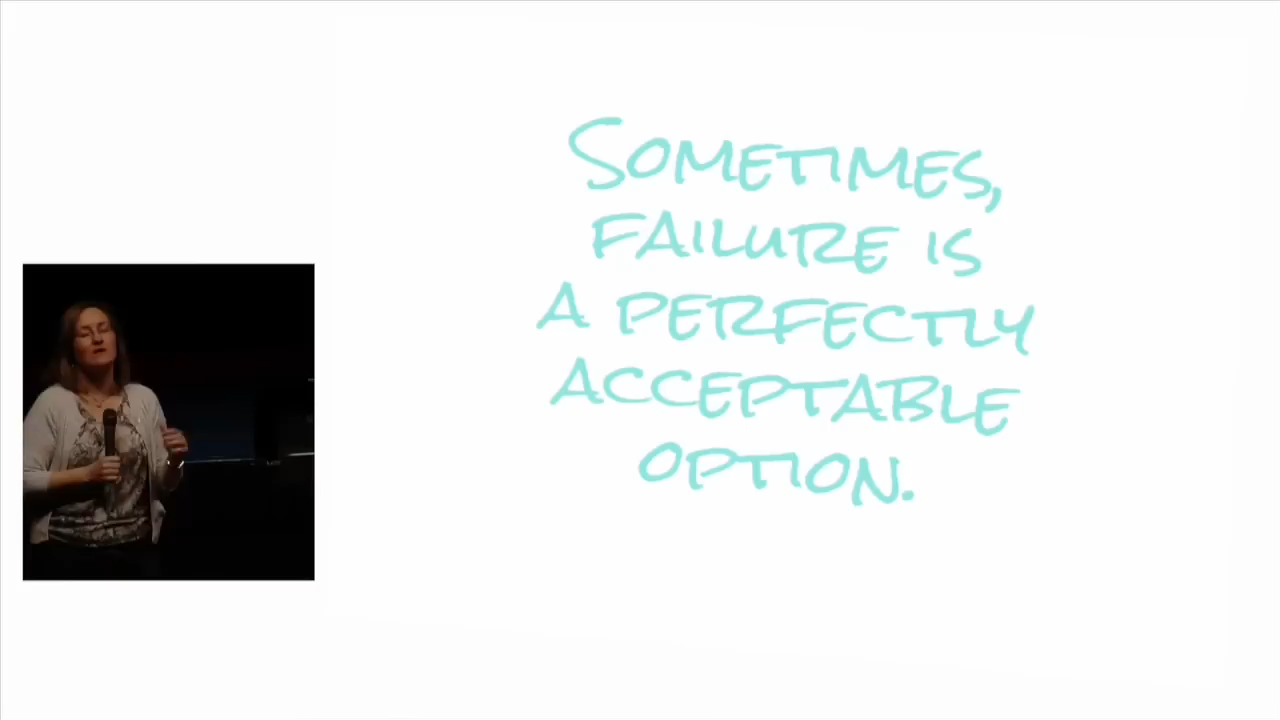 Sometimes,
failure is
a perfectly
acceptable
option.